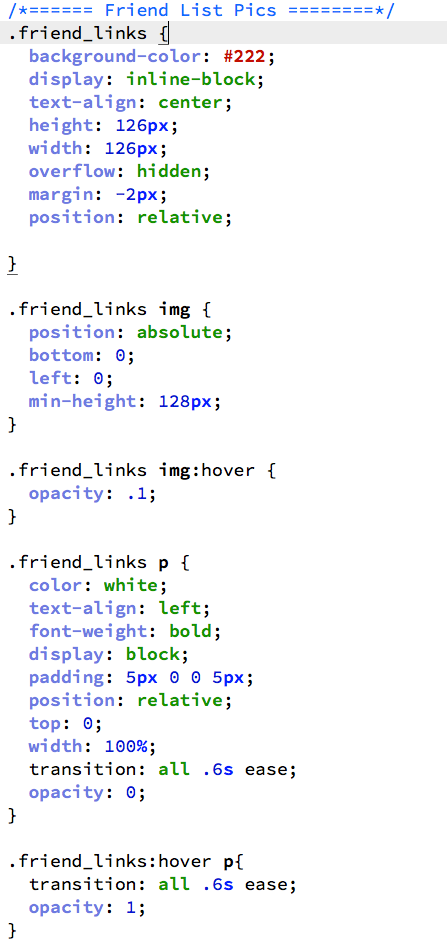 /*====== Friend List Pics ========*/
.friend_links {
  background-color: #222;
  display: inline-block;
  text-align: center;
  height: 126px;
  width: 126px;
  overflow: hidden;
  margin: -2px;
  position: relative;

}

.friend_links img {
  position: absolute;
  bottom: 0;
  left: 0;
  min-height: 128px;
}

.friend_links img:hover {
  opacity: .1;
}

.friend_links p {
  color: white;
  text-align: left;
  font-weight: bold;
  display: block;
  padding: 5px 0 0 5px;
  position: relative;
  top: 0;
  width: 100%;
  transition: all .6s ease;
  opacity: 0;
}

.friend_links:hover p{
  transition: all .6s ease;
  opacity: 1;
}